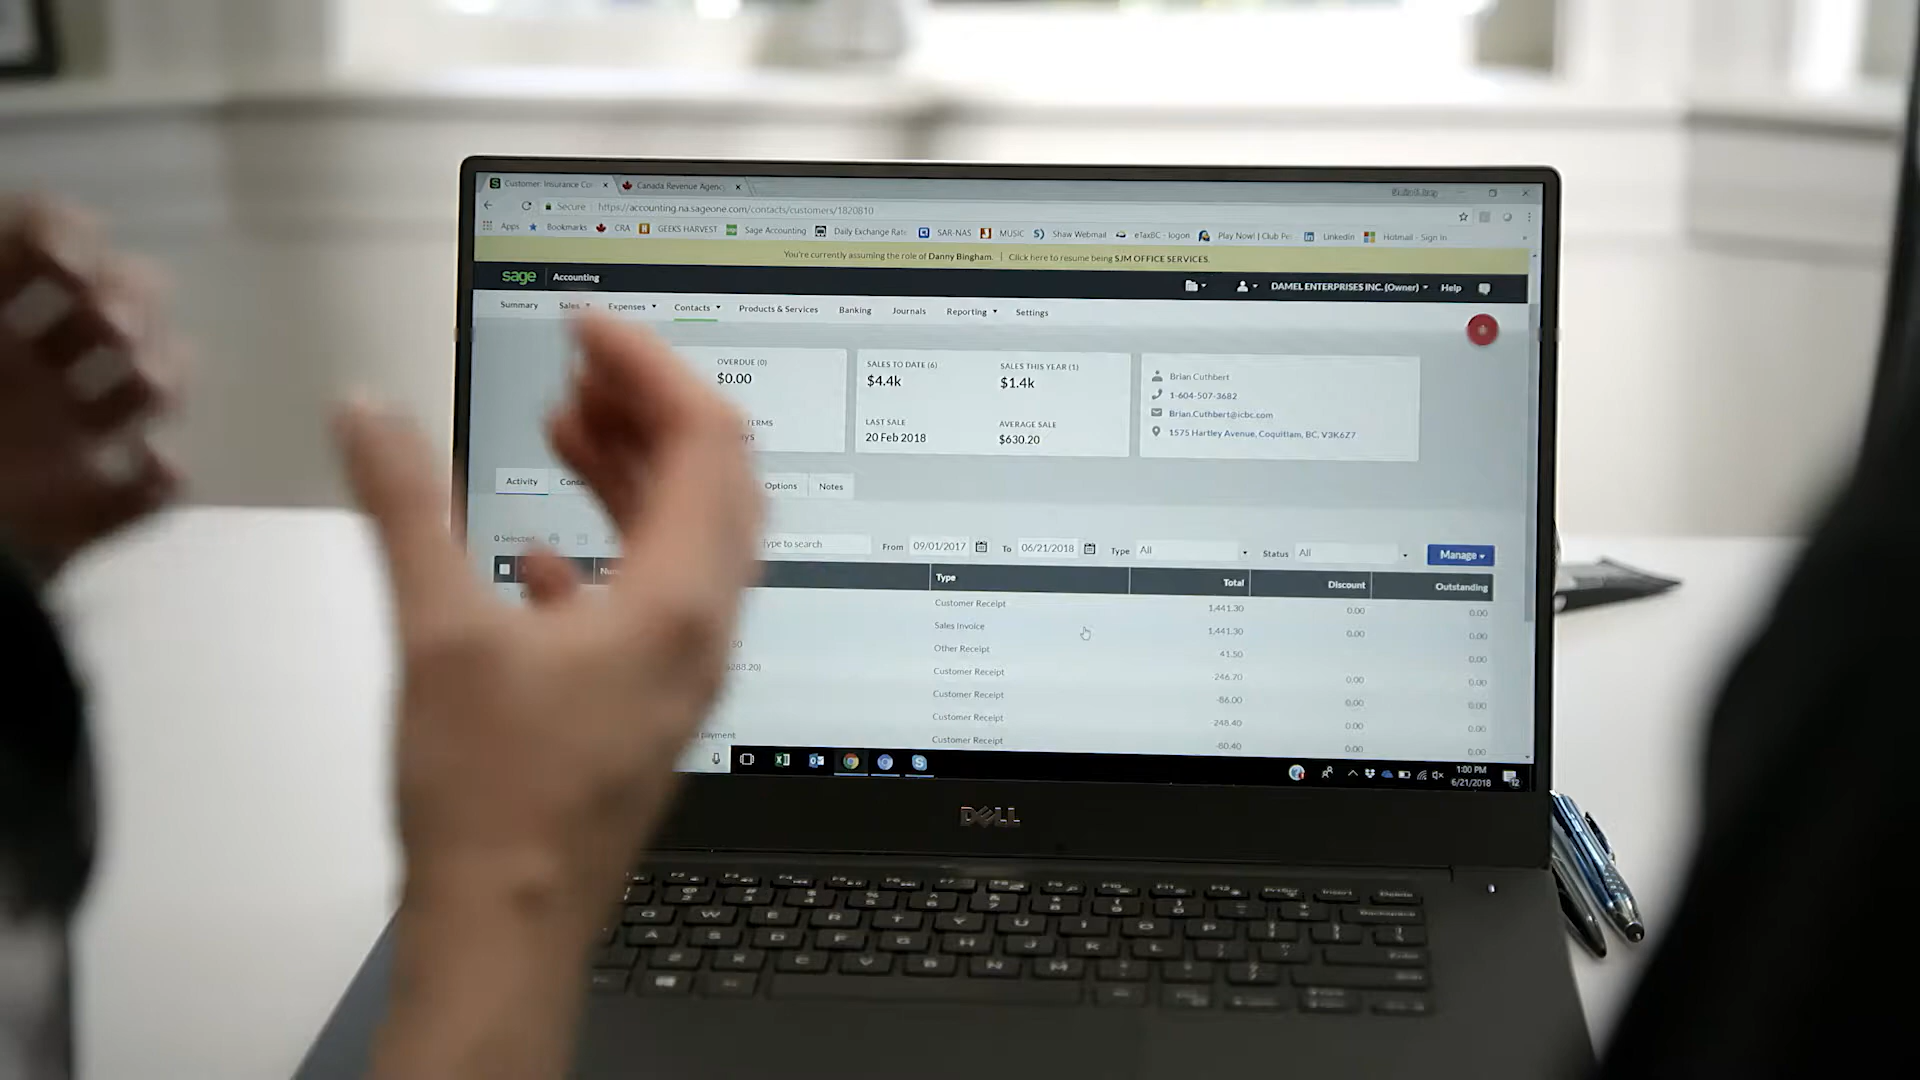 Customer: Insurance Co
Canada Revenue Agency
Secure https://accounting.na.sageone.com/contacts/customers/1820810
Apps Bookmarks CRA GEEKS HARVEST Sage Accounting Daily Exchange Rate SAR-NAS MUSIC Shaw Webmail eTaxBC - logon Play Now! | Club Pe LinkedIn Hotmail - Sign In
You're currently assuming the role of Danny Bingham. | Click here to resume being SJM OFFICE SERVICES.
sage Accounting
DAMEL ENTERPRISES INC. (Owner) Help
Summary Sales Expenses Contacts Products & Services Banking Journals Reporting Settings
OVERDUE (0)
$0.00
TERMS
ays
SALES TO DATE (6) SALES THIS YEAR (1)
$4.4k $1.4k
LAST SALE AVERAGE SALE
20 Feb 2018 $630.20
Brian Cuthbert
1-604-507-3682
Brian.Cuthbert@icbc.com
1575 Hartley Avenue, Coquitlam, BC, V3K6Z7
Activity Conta Options Notes
0 Selected Type to search From 09/01/2017 To 06/21/2018 Type All Status All Manage
Type Total Discount Outstanding
Customer Receipt 1,441.30 0.00 0.00
Sales Invoice 1,441.30 0.00 0.00
50 Other Receipt 41.50 0.00
$288.20) Customer Receipt 246.70 0.00 0.00
Customer Receipt -86.00 0.00 0.00
Customer Receipt -248.40 0.00 0.00
payment Customer Receipt -80.40 0.00 0.00
1:00 PM
6/21/2018
DELL
Q W E R T Y U I O P
A S D F G H J K L
Z X C V B N M